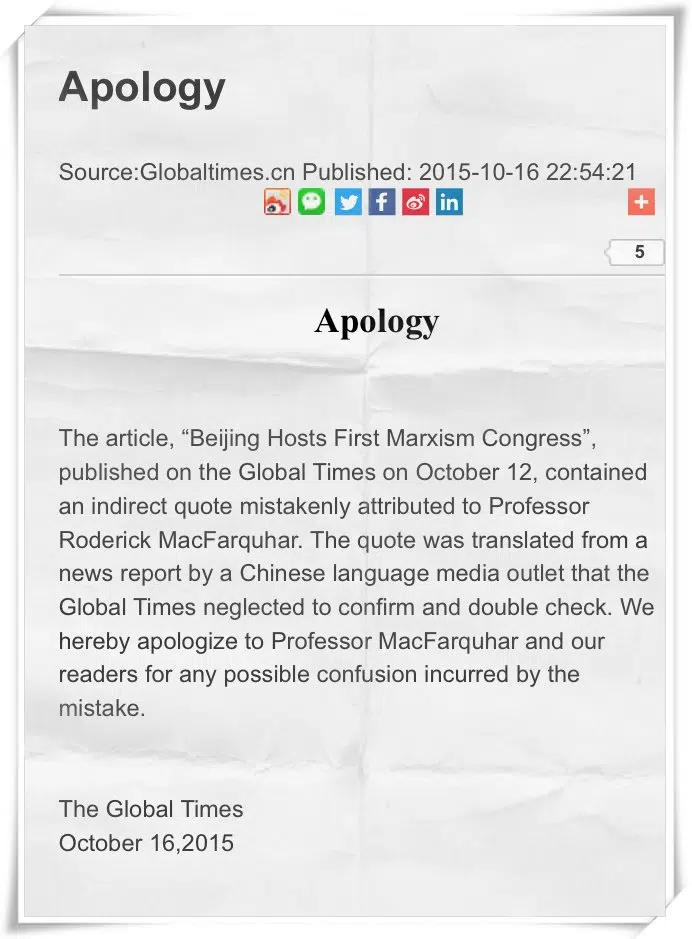 Apology
Source:Globaltimes.cn Published: 2015-10-16 22:54:21
5
Apology
The article, “Beijing Hosts First Marxism Congress”,
published on the Global Times on October 12, contained
an indirect quote mistakenly attributed to Professor
Roderick MacFarquhar. The quote was translated from a
news report by a Chinese language media outlet that the
Global Times neglected to confirm and double check. We
hereby apologize to Professor MacFarquhar and our
readers for any possible confusion incurred by the
mistake.
The Global Times
October 16,2015